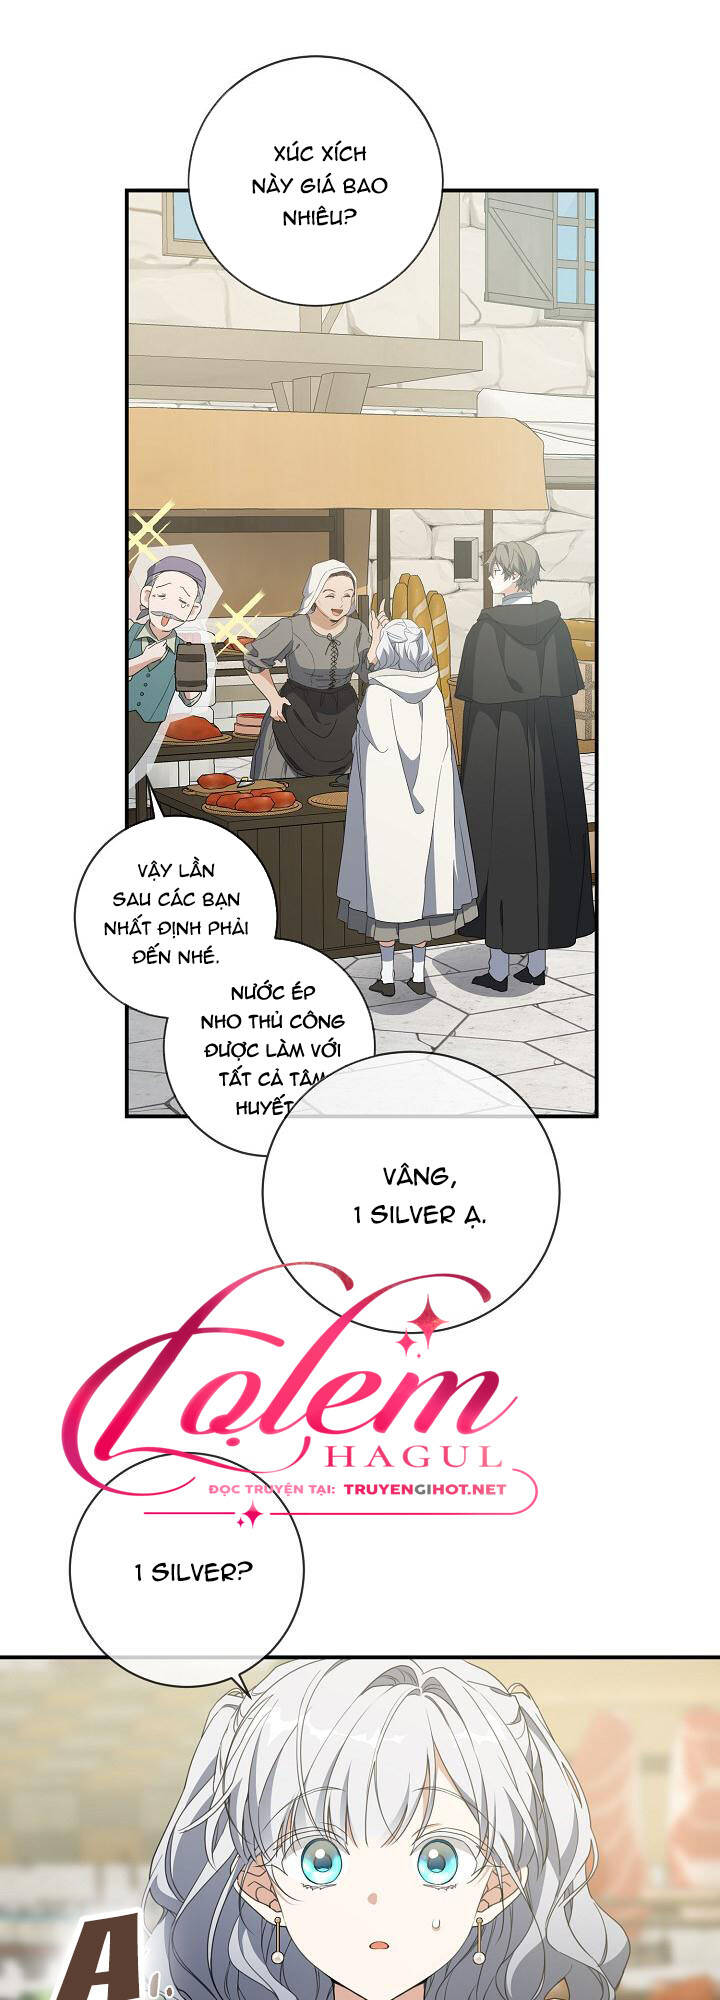 XÚC XÍCH
NÀY GIÁ BAO
NHIÊU?
VẬY LẦN
SAU CÁC BẠN
NHẤT ĐỊNH PHẢI
ĐẾN NHÉ.
NƯỚC ÉP
NHO THỦ CÔNG
ĐƯỢC LÀM VỚI
TẤT CẢ TÂM
HUYẾT
VÂNG,
1 SILVER Ạ.
Lọlem
HAGUL
ĐỌC TRUYỆN TẠI: TRUYENGIHOT.NET
1 SILVER?
A